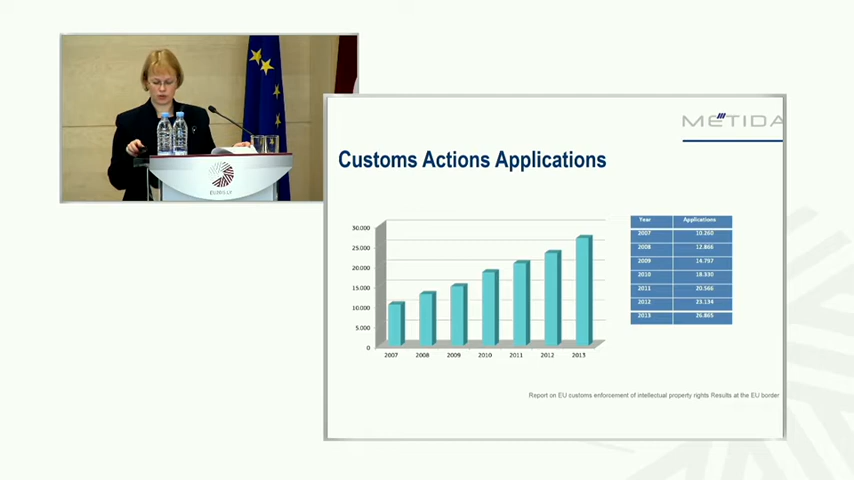 METIDA
Customs Actions Applications
30.000
25.000
20.000
15.000
10.000
5.000
0
2007 2008 2009 2010 2011 2012 2013
Year Applications
2007 10.260
2008 12.866
2009 14.797
2010 18.330
2011 20.566
2012 23.134
2013 26.865
Report on EU customs enforcement of intellectual property rights Results at the EU border
EU2015.LV